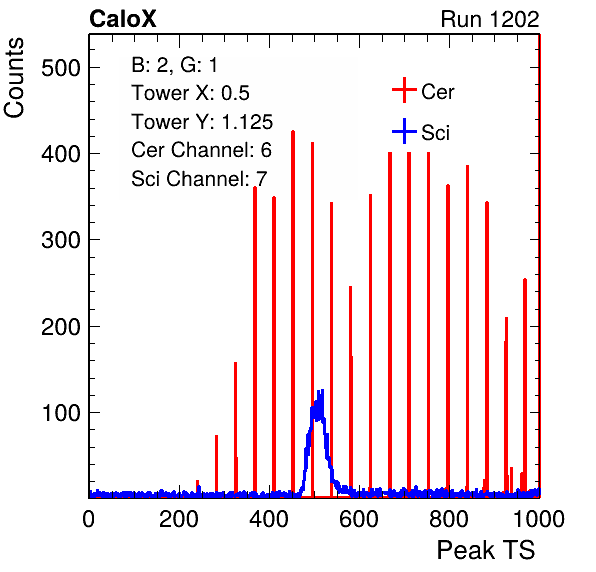 CaloX Run 1202
Counts
B: 2, G: 1
Tower X: 0.5
Tower Y: 1.125
Cer Channel: 6
Sci Channel: 7
Cer
Sci
500
400
300
200
100
0 200 400 600 800 1000
Peak TS